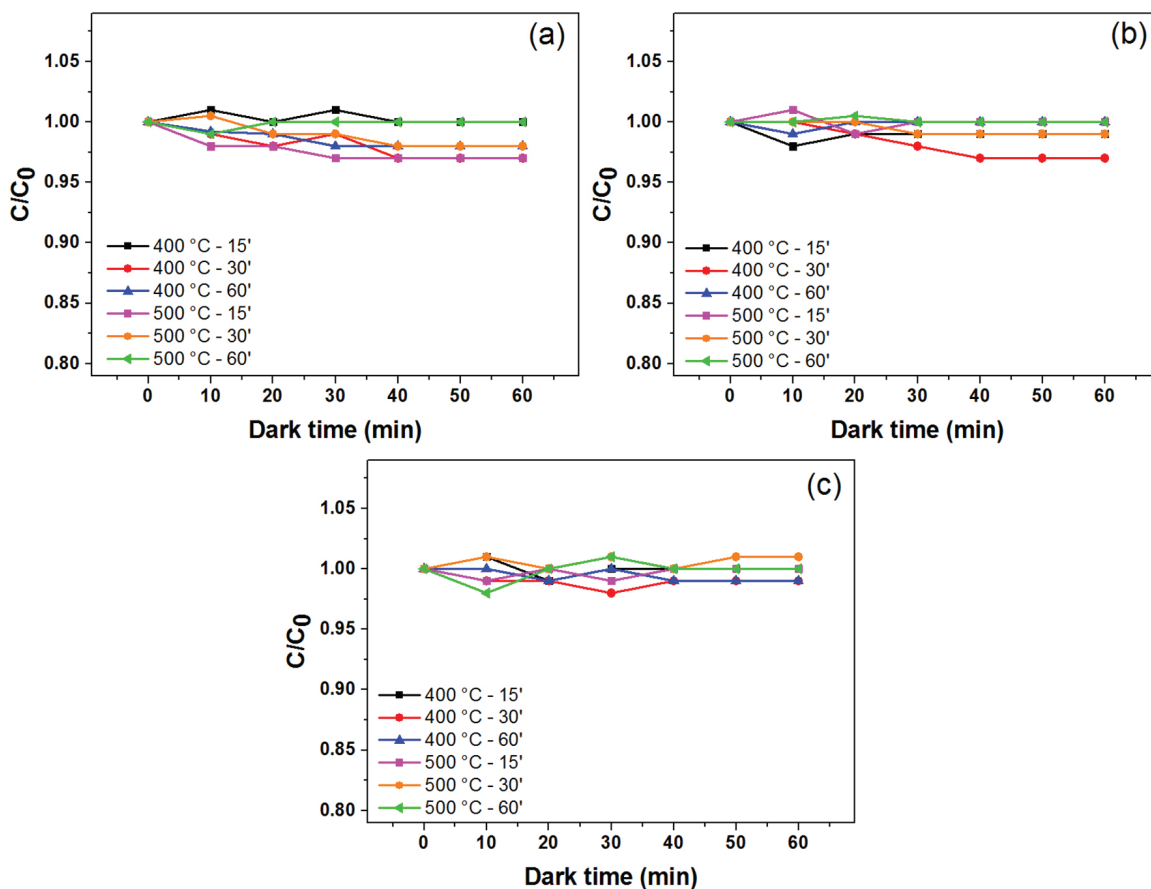 (a)
1.05
1.00
0.95
0.90
0.85
0.80
C/C0
400 °C - 15'
400 °C - 30'
400 °C - 60'
500 °C - 15'
500 °C - 30'
500 °C - 60'
0 10 20 30 40 50 60
Dark time (min)
(b)
1.05
1.00
0.95
0.90
0.85
0.80
C/C0
400 °C - 15'
400 °C - 30'
400 °C - 60'
500 °C - 15'
500 °C - 30'
500 °C - 60'
0 10 20 30 40 50 60
Dark time (min)
(c)
1.05
1.00
0.95
0.90
0.85
0.80
C/C0
400 °C - 15'
400 °C - 30'
400 °C - 60'
500 °C - 15'
500 °C - 30'
500 °C - 60'
0 10 20 30 40 50 60
Dark time (min)